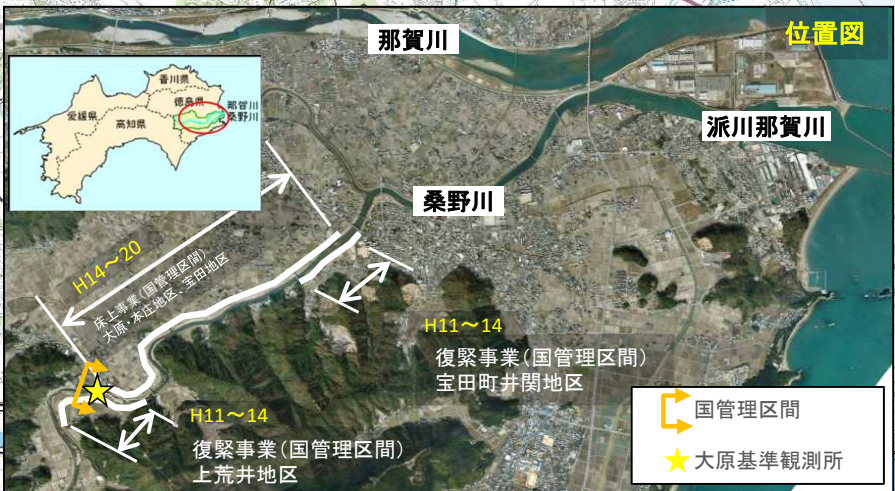 位置図
那賀川
香川県
徳島県
那賀川
桑野川
愛媛県
高知県
派川那賀川
桑野川
H14～20
床上事業(国管理区間)
大原・本庄地区、宝田地区
H11～14
復緊事業(国管理区間)
宝田町井関地区
H11～14
復緊事業(国管理区間)
上荒井地区
国管理区間
大原基準観測所